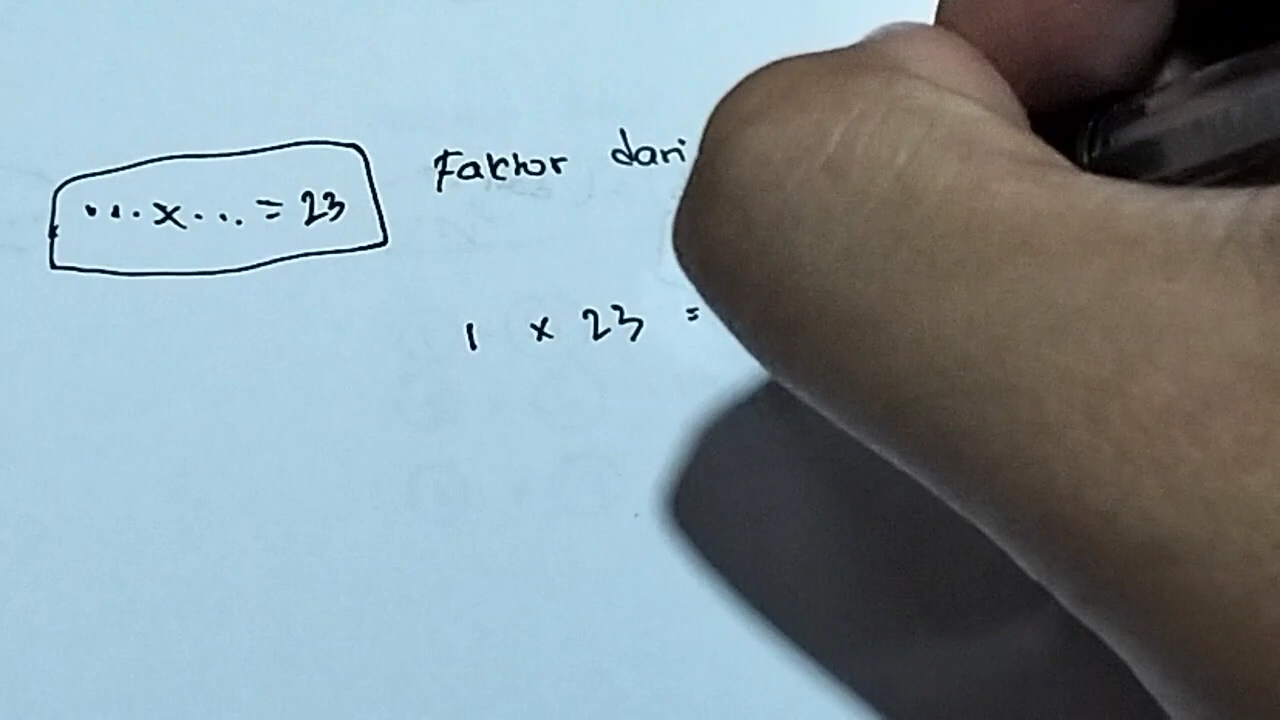 ... x ... = 23
Faktor dari
1 x 23 =